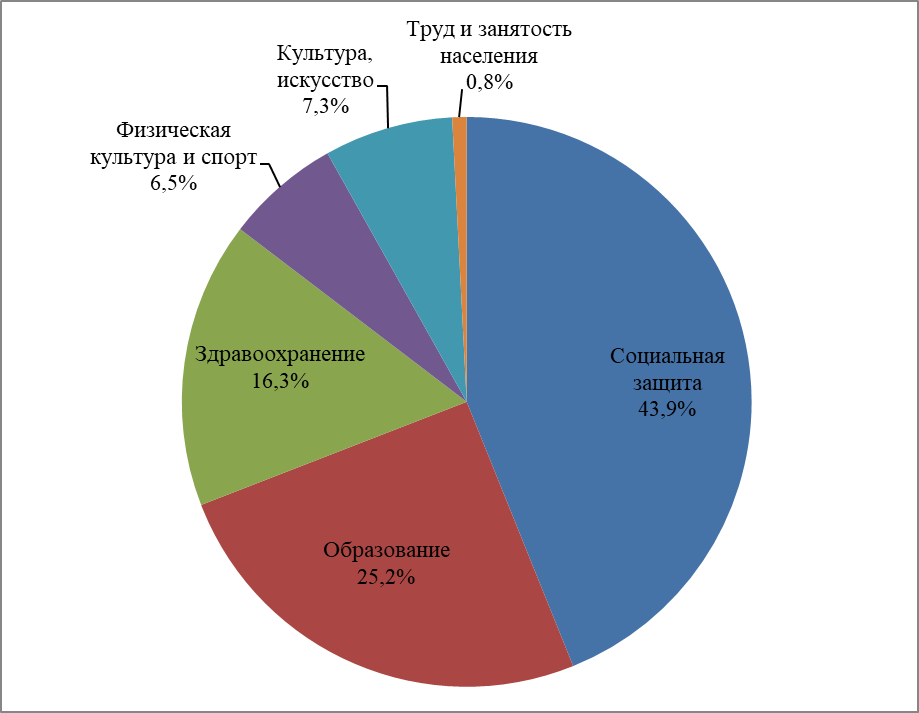 Труд и занятость
населения
0,8%
Культура,
искусство
7,3%
Физическая
культура и спорт
6,5%
Здравоохранение
16,3%
Социальная
защита
43,9%
Образование
25,2%